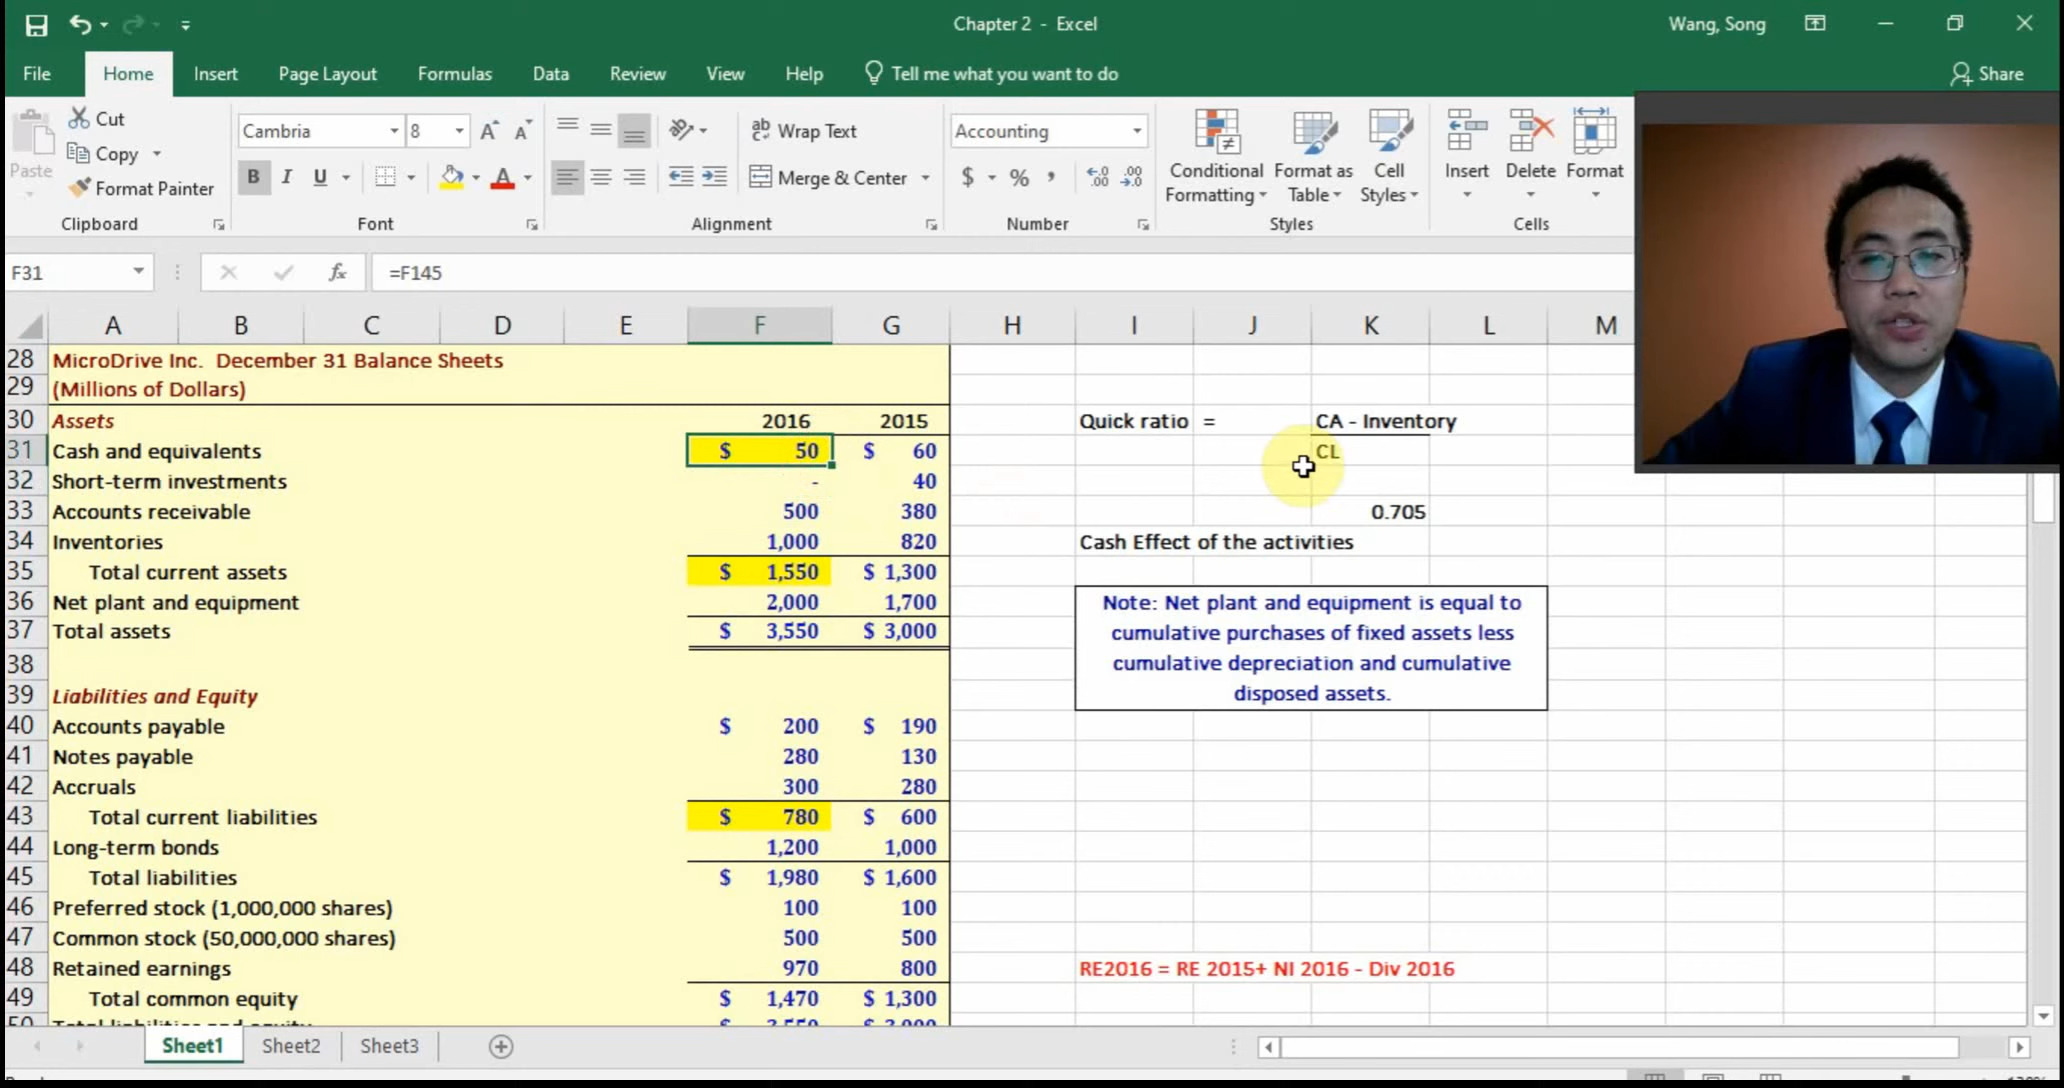 Chapter 2 - Excel
Wang, Song
File Home Insert Page Layout Formulas Data Review View Help Tell me what you want to do Share
Paste
Cut
Copy
Format Painter
Clipboard
Cambria 8
B I U
Font
Wrap Text
Merge & Center
Alignment
Accounting
$ % ,
Number
Conditional Formatting
Format as Table
Cell Styles
Styles
Insert
Delete
Format
Cells
F31 fx =F145
A B C D E F G H I J K L M
28 MicroDrive Inc. December 31 Balance Sheets
29 (Millions of Dollars)
30 Assets 2016 2015 Quick ratio = CA - Inventory
31 Cash and equivalents $ 50 $ 60 CL
32 Short-term investments - 40
33 Accounts receivable 500 380 0.705
34 Inventories 1,000 820 Cash Effect of the activities
35 Total current assets $ 1,550 $ 1,300
36 Net plant and equipment 2,000 1,700 Note: Net plant and equipment is equal to
37 Total assets $ 3,550 $ 3,000 cumulative purchases of fixed assets less
38 cumulative depreciation and cumulative
39 Liabilities and Equity disposed assets.
40 Accounts payable $ 200 $ 190
41 Notes payable 280 130
42 Accruals 300 280
43 Total current liabilities $ 780 $ 600
44 Long-term bonds 1,200 1,000
45 Total liabilities $ 1,980 $ 1,600
46 Preferred stock (1,000,000 shares) 100 100
47 Common stock (50,000,000 shares) 500 500
48 Retained earnings 970 800 RE2016 = RE 2015+ NI 2016 - Div 2016
49 Total common equity $ 1,470 $ 1,300
Sheet1 Sheet2 Sheet3